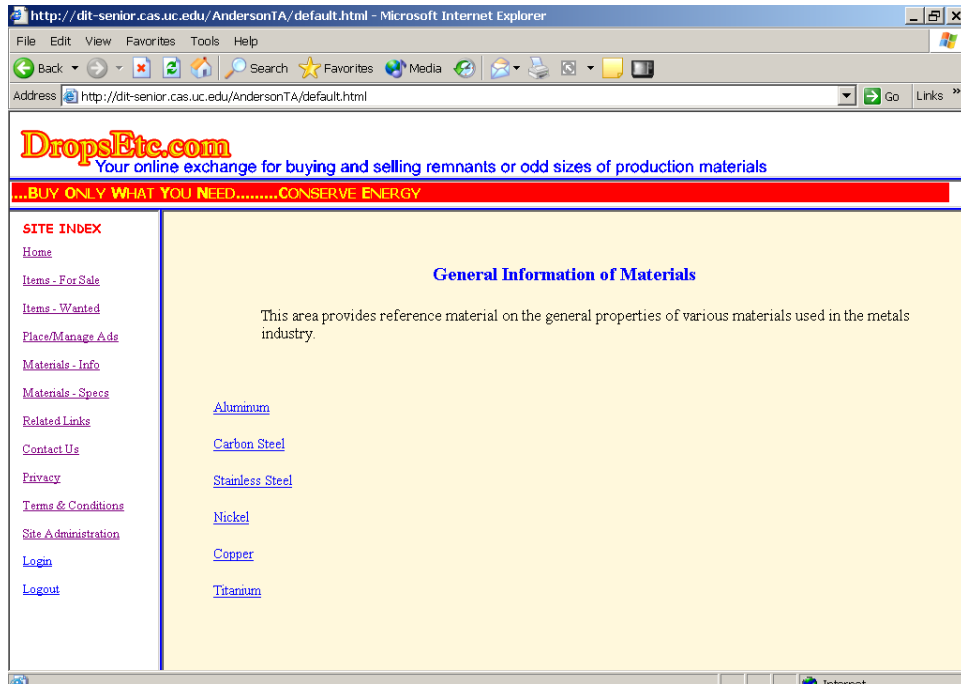 http://dit-senior.cas.uc.edu/AndersonTA/default.html - Microsoft Internet Explorer
File Edit View Favorites Tools Help
Back Search Favorites Media
Address http://dit-senior.cas.uc.edu/AndersonTA/default.html Go Links »
DropsEtc.com
Your online exchange for buying and selling remnants or odd sizes of production materials
....BUY ONLY WHAT YOU NEED.........CONSERVE ENERGY
SITE INDEX
Home
Items - For Sale
Items - Wanted
Place/Manage Ads
Materials - Info
Materials - Specs
Related Links
Contact Us
Privacy
Terms & Conditions
Site Administration
Login
Logout
General Information of Materials
This area provides reference material on the general properties of various materials used in the metals
industry.
Aluminum
Carbon Steel
Stainless Steel
Nickel
Copper
Titanium
Internet